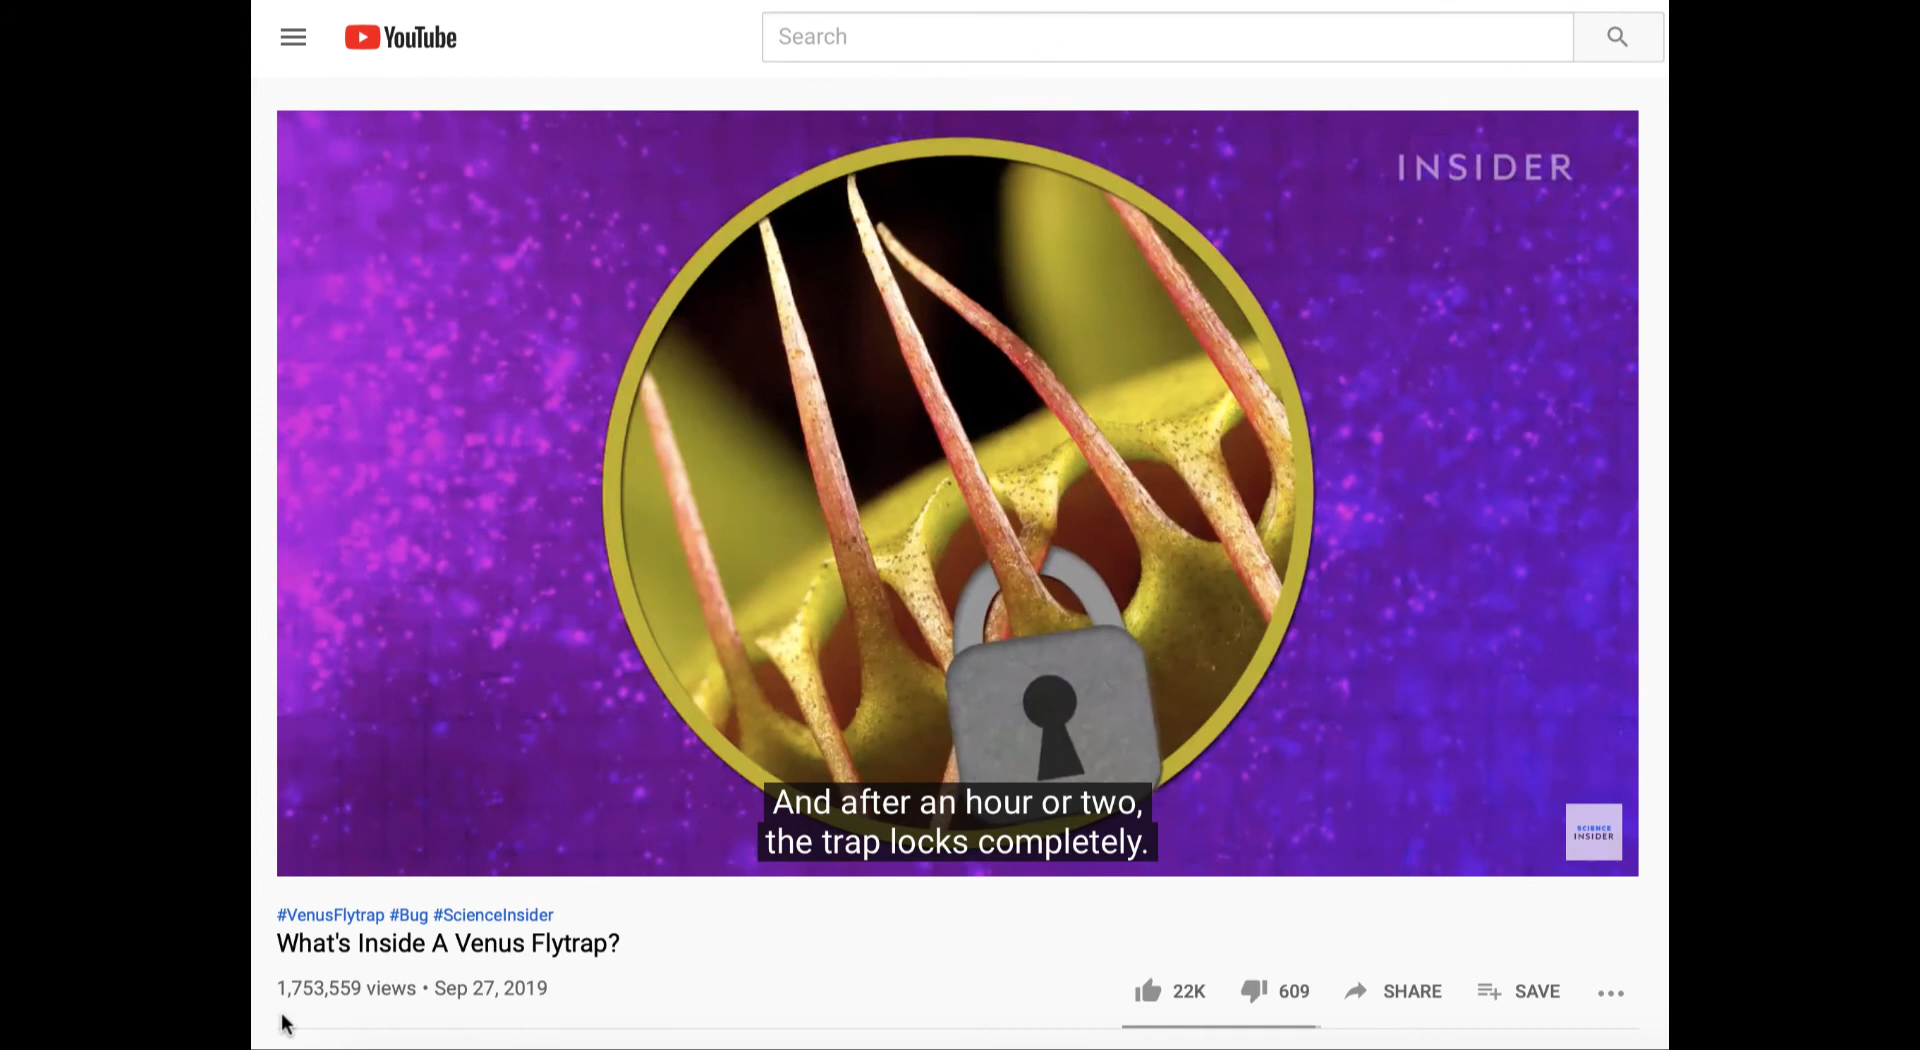 YouTube
Search
INSIDER
And after an hour or two,
the trap locks completely.
SCIENCE
INSIDER
#VenusFlytrap #Bug #ScienceInsider
What's Inside A Venus Flytrap?
1,753,559 views • Sep 27, 2019
22K
609
SHARE
SAVE